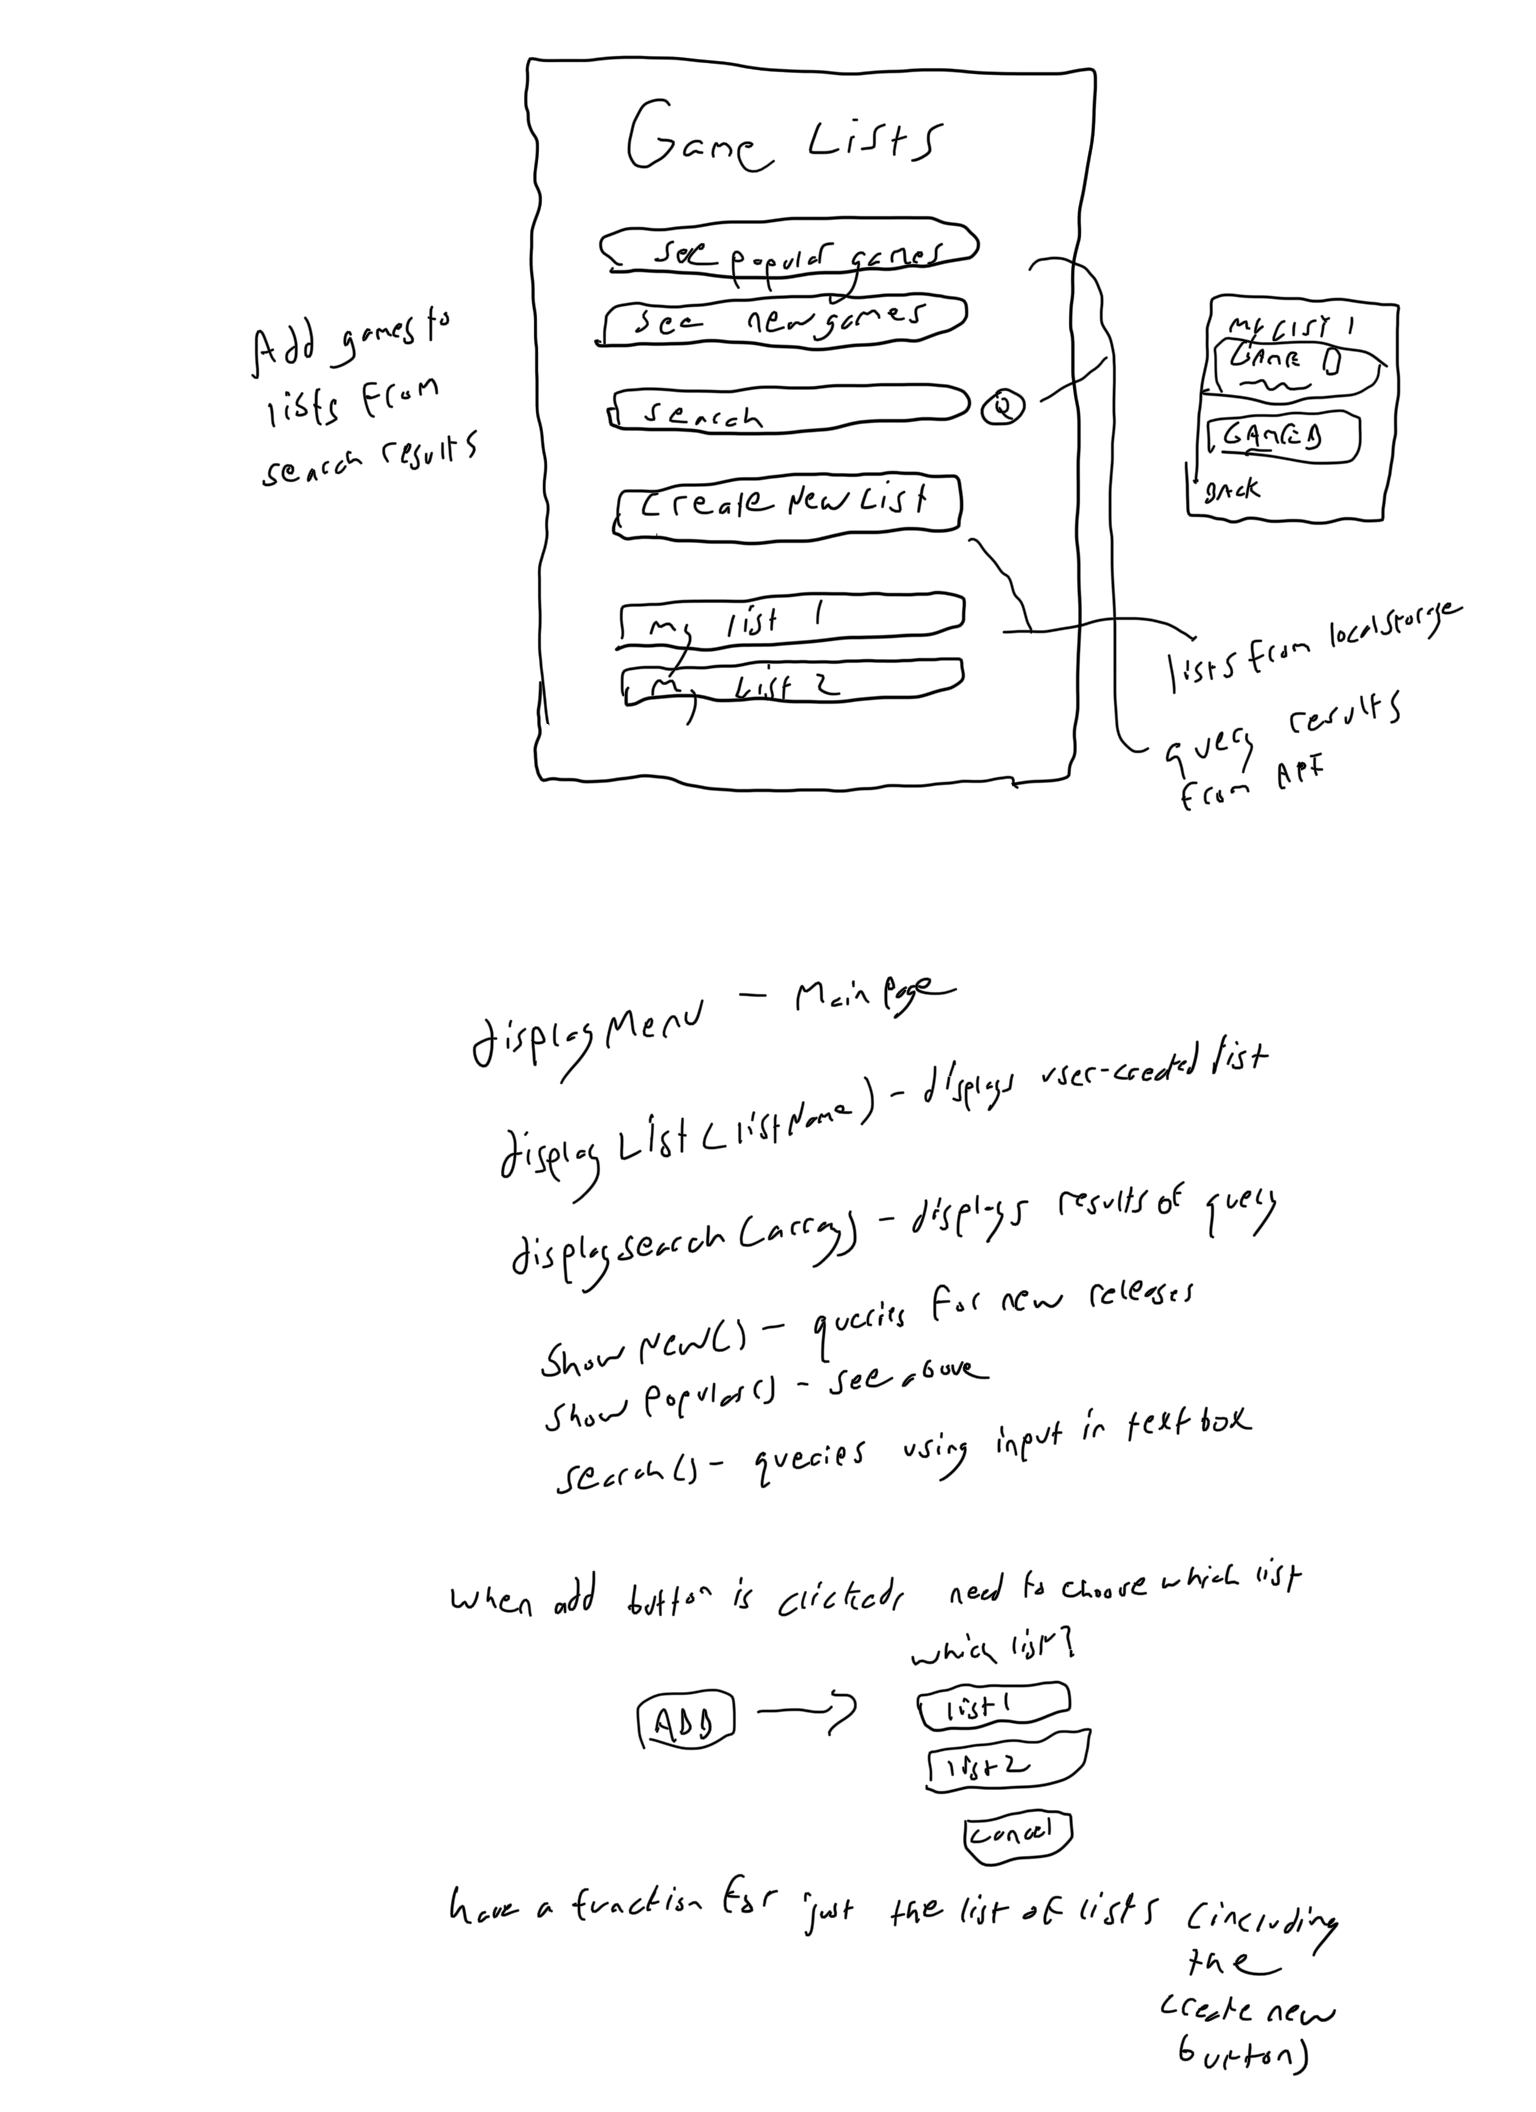 Game Lists
see popular games
see new games
search
Create New List
my list 1
my List 2
Add games to
lists from
search results
MY LIST 1
GAME
GAME
BACK
lists from localstorage
query results
from API
displayMenu - Main Page
displayList(listName) - displays user-created list
displaysearch(array) - displays results of query
ShowNew() - queries for new releases
Show Popular() - see above
search() - queries using input in textbox
when add button is clicked, need to choose which list
which list?
ADD
list 1
list 2
cancel
have a function for just the list of lists (including
the
create new
button)